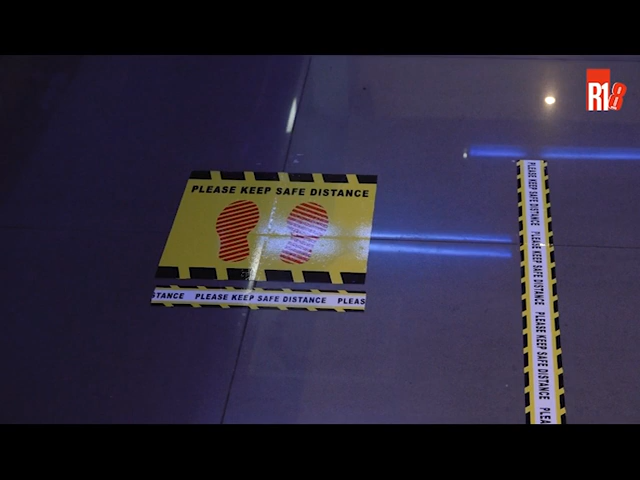 R18
PLEASE KEEP SAFE DISTANCE
STANCE PLEASE KEEP SAFE DISTANCE PLEAS
PLEASE KEEP SAFE DISTANCE PLEASE KEEP SAFE DISTANCE PLEA